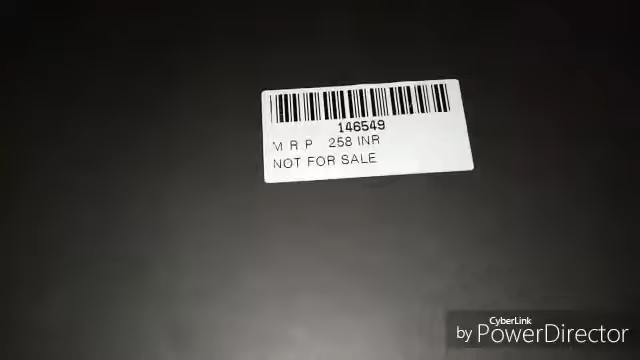 146549
M R P 258 INR
NOT FOR SALE
CyberLink
by PowerDirector